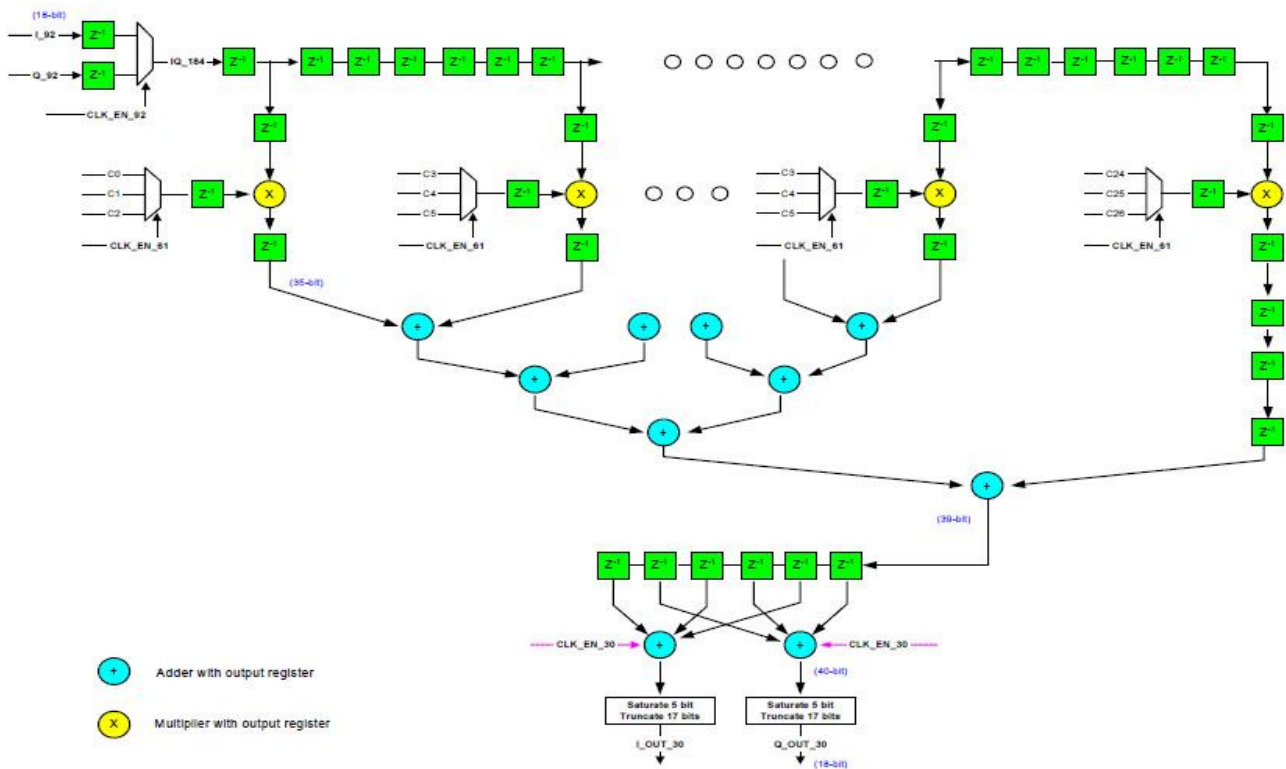 (18-bit)
I_92
Z-1
Q_92
Z-1
IQ_184
Z-1
Z-1 Z-1 Z-1 Z-1 Z-1 Z-1
Z-1 Z-1 Z-1 Z-1 Z-1 Z-1
CLK_EN_92
Z-1 Z-1 Z-1 Z-1
C0
C1
C2
Z-1
X
CLK_EN_61
C3
C4
C5
Z-1
X
CLK_EN_61
C3
C4
C5
Z-1
X
CLK_EN_61
C24
C25
C26
Z-1
X
CLK_EN_61
Z-1 Z-1 Z-1 Z-1
(35-bit)
Z-1
+ + + +
Z-1
+ +
+
Z-1
+
(39-bit)
Z-1 Z-1 Z-1 Z-1 Z-1 Z-1
CLK_EN_30
+ +
CLK_EN_30
(40-bit)
+ Adder with output register
X Multiplier with output register
Saturate 5 bit
Truncate 17 bits
Saturate 5 bit
Truncate 17 bits
I_OUT_30
Q_OUT_30
(18-bit)